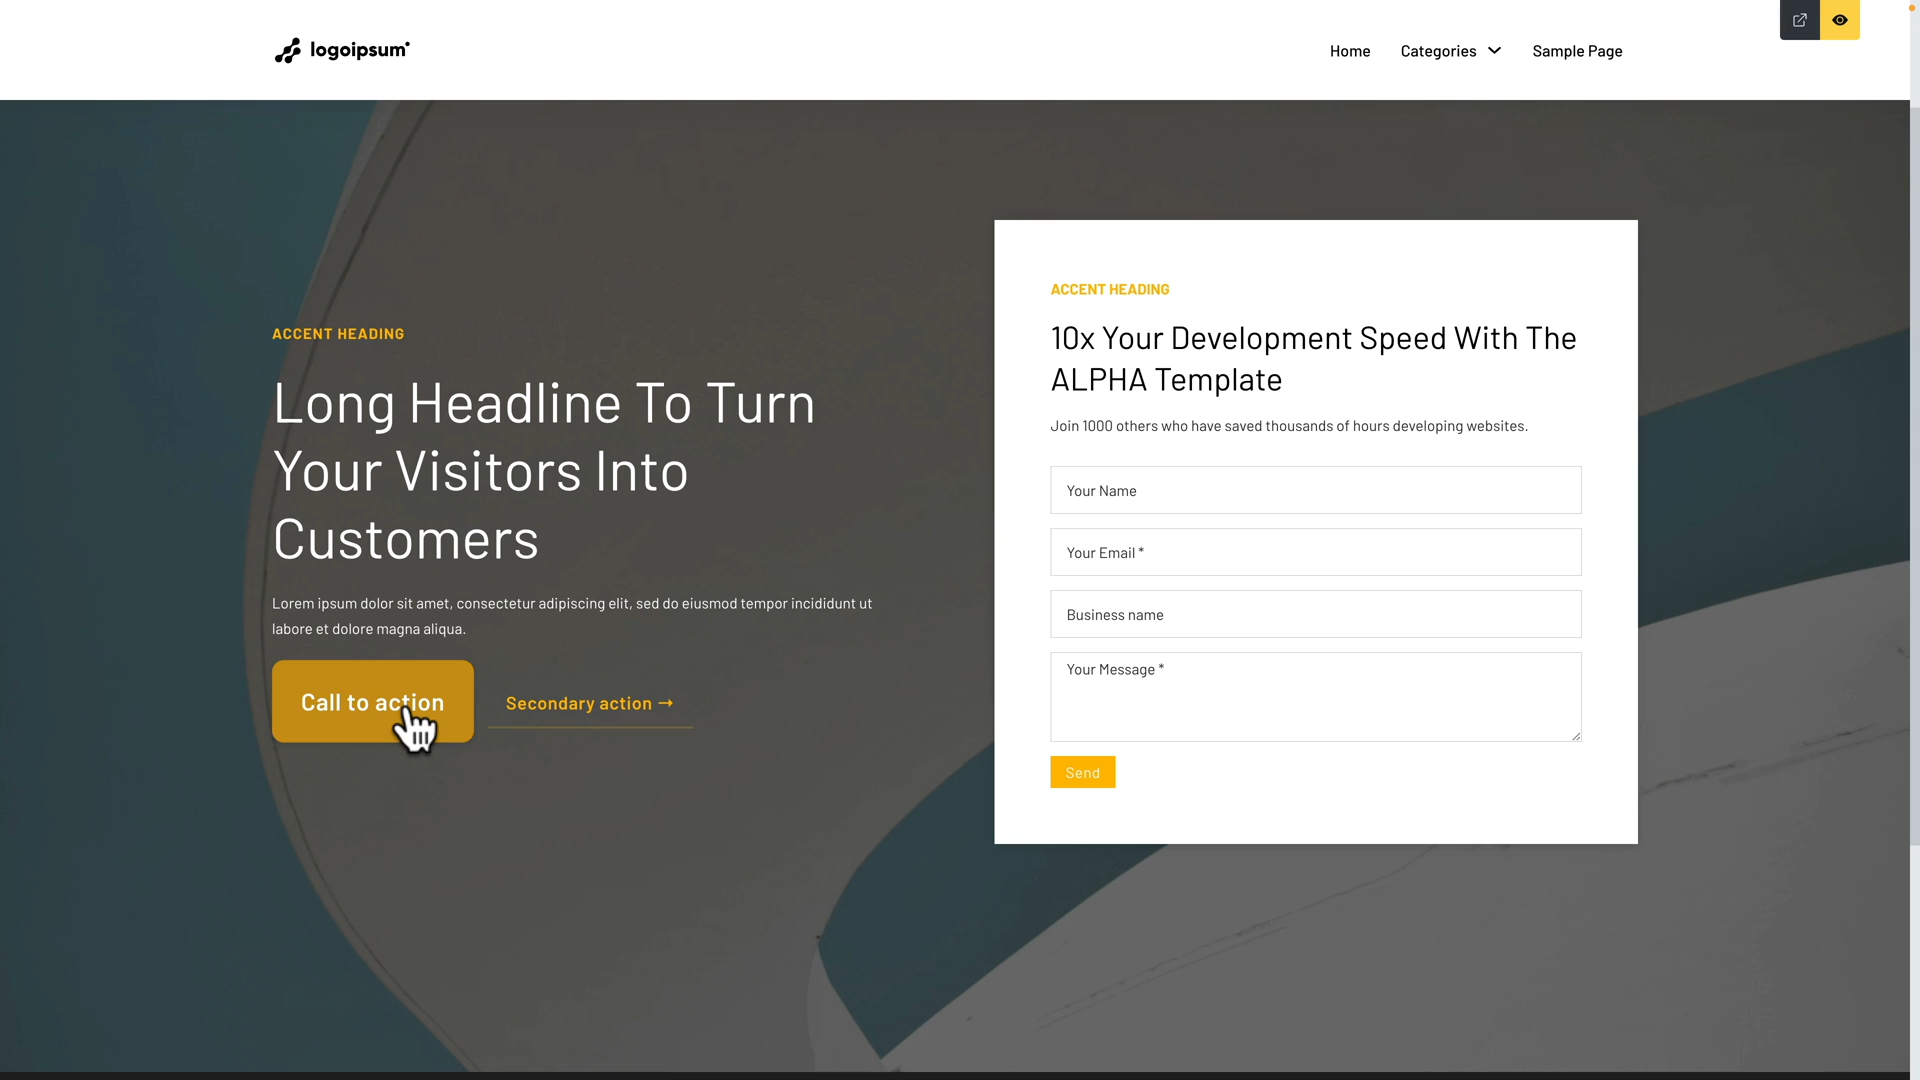 logoipsum
Home
Categories
Sample Page
ACCENT HEADING
Long Headline To Turn
Your Visitors Into
Customers
Lorem ipsum dolor sit amet, consectetur adipiscing elit, sed do eiusmod tempor incididunt ut
labore et dolore magna aliqua.
Call to action
Secondary action →
ACCENT HEADING
10x Your Development Speed With The
ALPHA Template
Join 1000 others who have saved thousands of hours developing websites.
Your Name
Your Email *
Business name
Your Message *
Send